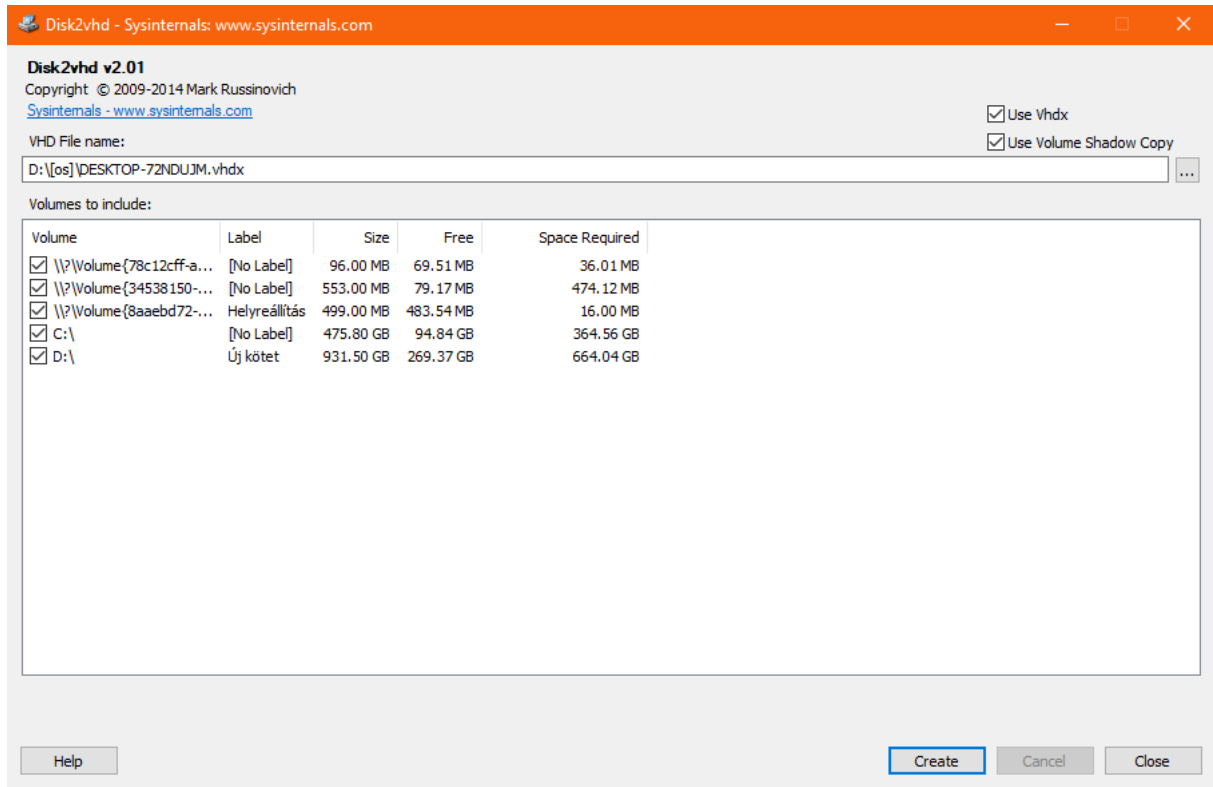 Disk2vhd - Sysinternals: www.sysinternals.com
Disk2vhd v2.01
Copyright © 2009-2014 Mark Russinovich
Sysinternals - www.sysinternals.com
Use Vhdx
VHD File name:
Use Volume Shadow Copy
D:\[os]\DESKTOP-72NDUJM.vhdx
...
Volumes to include:
Volume Label Size Free Space Required
\\?\Volume{78c12cff-a... [No Label] 96.00 MB 69.51 MB 36.01 MB
\\?\Volume{34538150-... [No Label] 553.00 MB 79.17 MB 474.12 MB
\\?\Volume{8aaebd72-... Helyreállítás 499.00 MB 483.54 MB 16.00 MB
C:\ [No Label] 475.80 GB 94.84 GB 364.56 GB
D:\ Új kötet 931.50 GB 269.37 GB 664.04 GB
Help Create Cancel Close